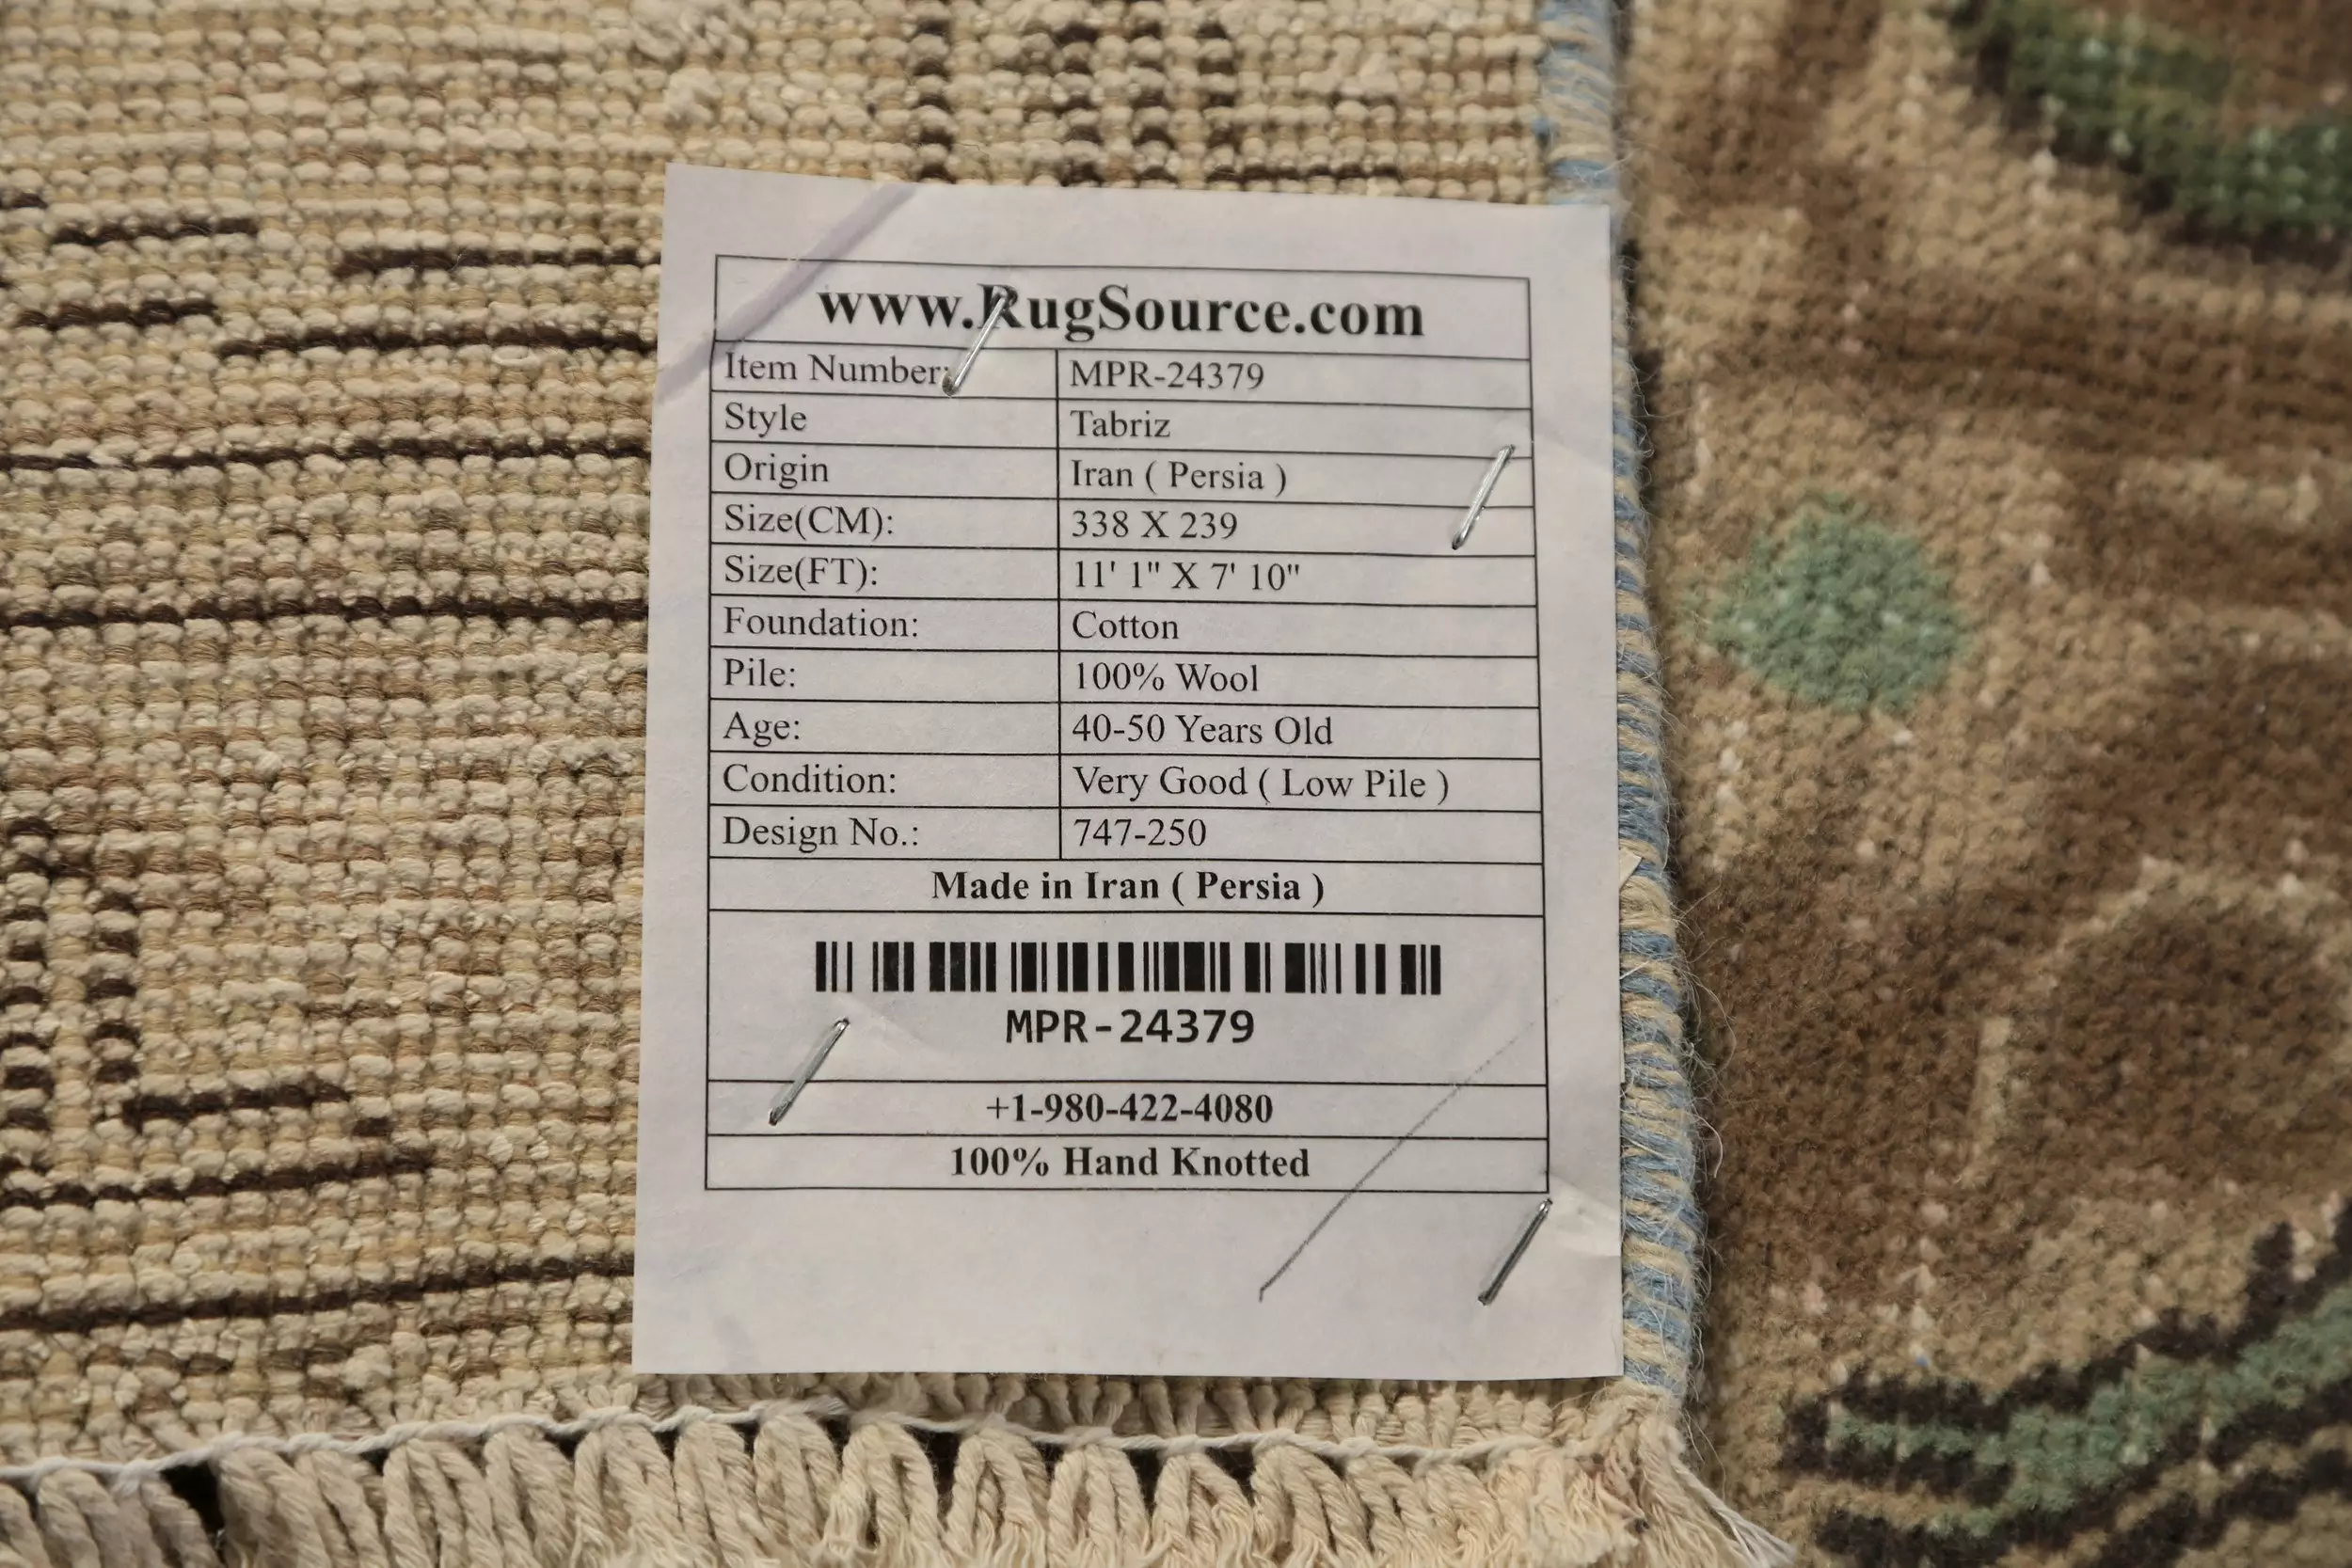 www.RugSource.com
Item Number: MPR-24379
Style Tabriz
Origin Iran ( Persia )
Size(CM): 338 X 239
Size(FT): 11' 1" X 7' 10"
Foundation: Cotton
Pile: 100% Wool
Age: 40-50 Years Old
Condition: Very Good ( Low Pile )
Design No.: 747-250
Made in Iran ( Persia )
MPR-24379
+1-980-422-4080
100% Hand Knotted